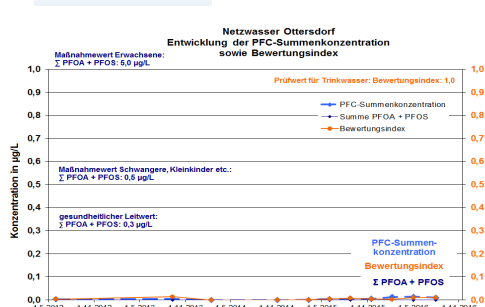 Netzwasser Ottersdorf
Entwicklung der PFC-Summenkonzentration
sowie Bewertungsindex
Maßnahmewert Erwachsene:
∑ PFOA + PFOS: 5,0 µg/L
Prüfwert für Trinkwasser: Bewertungsindex: 1,0
PFC-Summenkonzentration
Summe PFOA + PFOS
Bewertungsindex
Maßnahmewert Schwangere, Kleinkinder etc.:
∑ PFOA + PFOS: 0,5 µg/L
gesundheitlicher Leitwert:
∑ PFOA + PFOS: 0,3 µg/L
PFC-Summen-
konzentration
Bewertungsindex
Σ PFOA + PFOS
Konzentration in µg/L
1,0 1,0
0,9 0,9
0,8 0,8
0,7 0,7
0,6 0,6
0,5 0,5
0,4 0,4
0,3 0,3
0,2 0,2
0,1 0,1
0,0 0,0